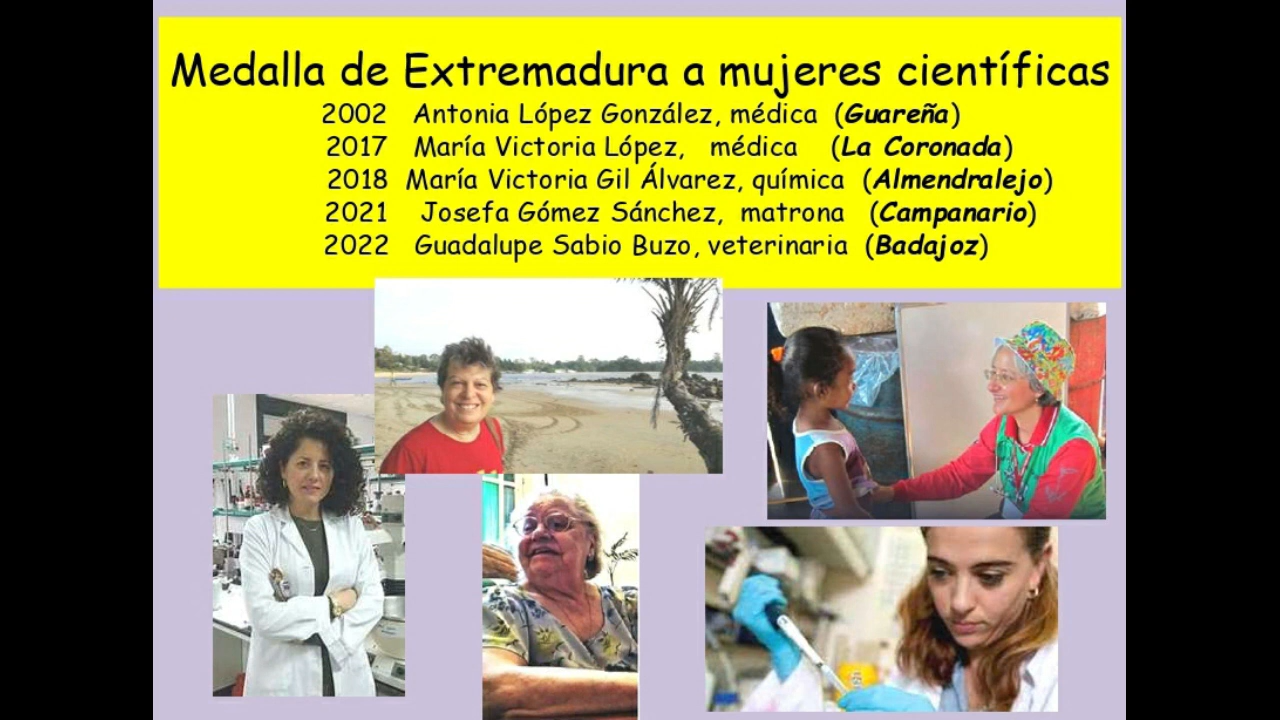 Medalla de Extremadura a mujeres científicas
2002 Antonia López González, médica (Guareña)
2017 María Victoria López, médica (La Coronada)
2018 María Victoria Gil Álvarez, química (Almendralejo)
2021 Josefa Gómez Sánchez, matrona (Campanario)
2022 Guadalupe Sabio Buzo, veterinaria (Badajoz)